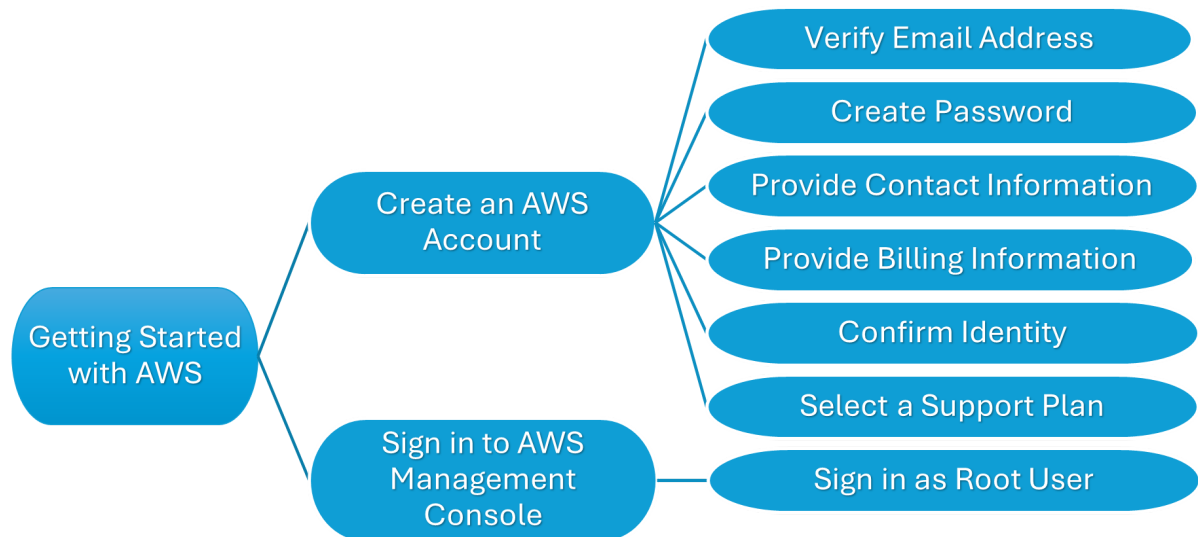 Getting Started
with AWS
Create an AWS
Account
Verify Email Address
Create Password
Provide Contact Information
Provide Billing Information
Confirm Identity
Select a Support Plan
Sign in to AWS
Management
Console
Sign in as Root User